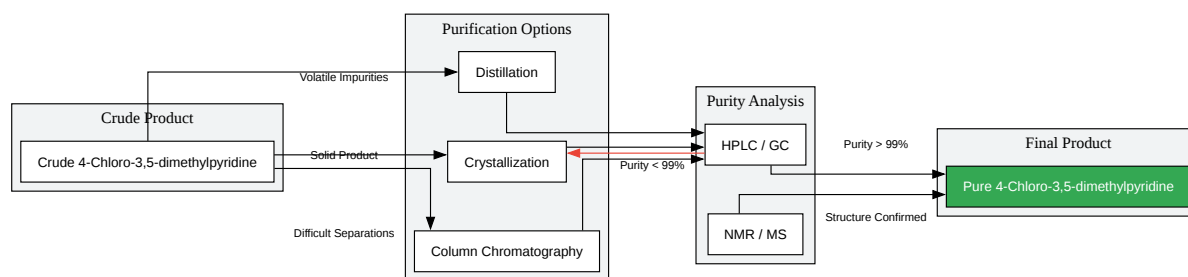 Purification Options
Distillation
Volatile Impurities
Crude Product
Crude 4-Chloro-3,5-dimethylpyridine
Solid Product
Crystallization
Difficult Separations
Column Chromatography
Purity Analysis
HPLC / GC
Purity < 99%
NMR / MS
Purity > 99%
Structure Confirmed
Final Product
Pure 4-Chloro-3,5-dimethylpyridine